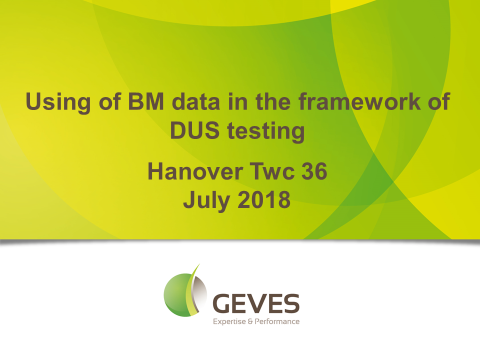 Using of BM data in the framework of
DUS testing
Hanover Twc 36
July 2018
GEVES
Expertise & Performance